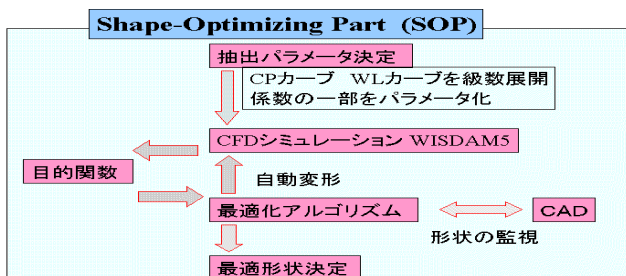 Shape-Optimizing Part (SOP)
抽出パラメータ決定
CPカーブ WLカーブを級数展開
係数の一部をパラメータ化
CFDシミュレーション WISDAM5
目的関数
自動変形
最適化アルゴリズム
CAD
形状の監視
最適形状決定